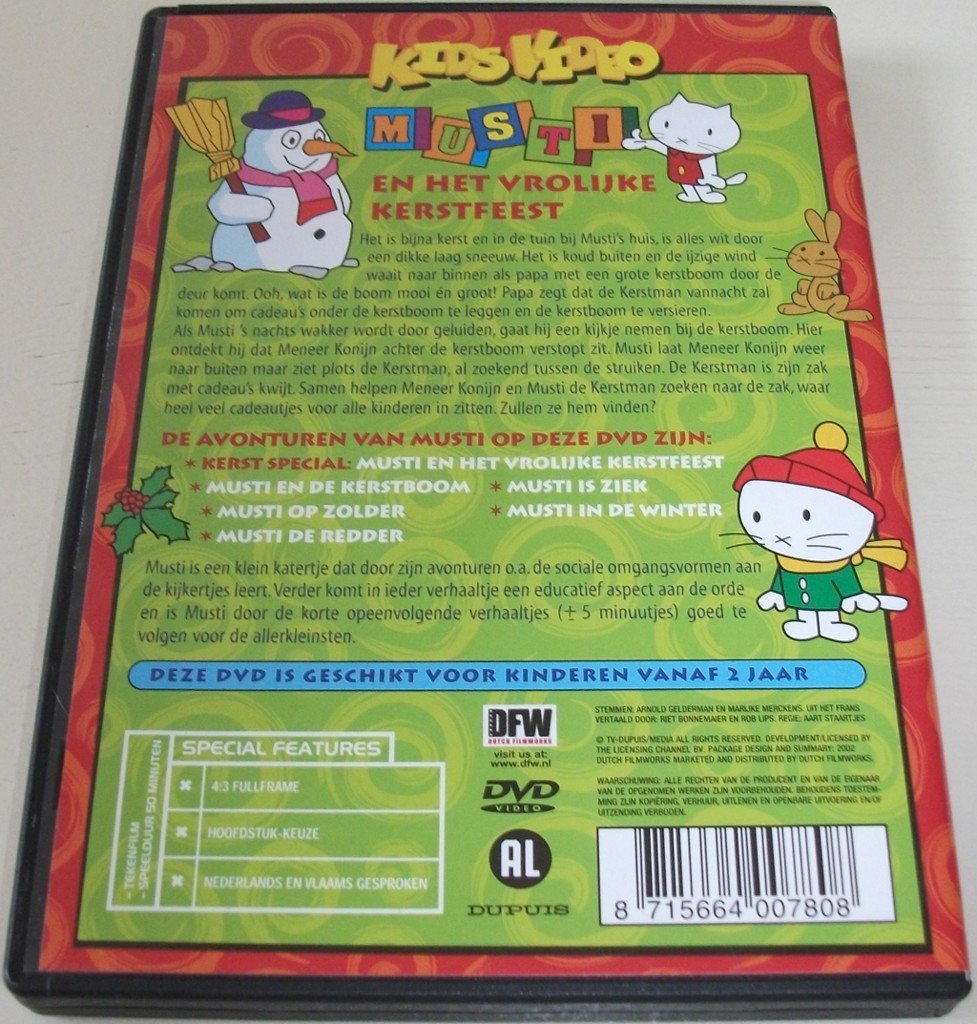 KIDS VIDEO
MUSTI
EN HET VROLIJKE
KERSTFEEST
Het is bijna kerst en in de tuin bij Musti's huis, is alles wit door
een dikke laag sneeuw. Het is koud buiten en de ijzige wind
waait naar binnen als papa met een grote kerstboom door de
deur komt. Ooh, wat is de boom mooi én groot! Papa zegt dat de Kerstman vannacht zal
komen om cadeau's onder de kerstboom te leggen en de kerstboom te versieren.
Als Musti 's nachts wakker wordt door geluiden, gaat hij een kijkje nemen bij de kerstboom. Hier
ontdekt hij dat Meneer Konijn achter de kerstboom verstopt zit. Musti laat Meneer Konijn weer
naar buiten maar ziet plots de Kerstman, al zoekend tussen de struiken. De Kerstman is zijn zak
met cadeau's kwijt. Samen helpen Meneer Konijn en Musti de Kerstman zoeken naar de zak, waar
heel veel cadeautjes voor alle kinderen in zitten. Zullen ze hem vinden?
DE AVONTUREN VAN MUSTI OP DEZE DVD ZIJN:
* KERST SPECIAL: MUSTI EN HET VROLIJKE KERSTFEEST
* MUSTI EN DE KERSTBOOM * MUSTI IS ZIEK
* MUSTI OP ZOLDER * MUSTI IN DE WINTER
* MUSTI DE REDDER
Musti is een klein katertje dat door zijn avonturen o.a. de sociale omgangsvormen aan
de kijkertjes leert. Verder komt in ieder verhaaltje een educatief aspect aan de orde
en is Musti door de korte opeenvolgende verhaaltjes (± 5 minuutjes) goed te
volgen voor de allerkleinsten.
DEZE DVD IS GESCHIKT VOOR KINDEREN VANAF 2 JAAR
- TEKENFILM
- SPEELDUUR 50 MINUTEN
SPECIAL FEATURES
4:3 FULLFRAME
HOOFDSTUK-KEUZE
NEDERLANDS EN VLAAMS GESPROKEN
DFW
DUTCH FILMWORKS
visit us at:
www.dfw.nl
DVD
VIDEO
AL
DUPUIS
STEMMEN: ARNOLD GELDERMAN EN MARLIJKE MERCKENS. UIT HET FRANS
VERTAALD DOOR: RIET BONNEMAIER EN ROB LIPS. REGIE: AART STAARTJES
© TV-DUPUIS/MEDIA ALL RIGHTS RESERVED. DEVELOPMENT/LICENSED BY
THE LICENSING CHANNEL BV. PACKAGE DESIGN AND SUMMARY: 2002
DUTCH FILMWORKS MARKETED AND DISTRIBUTED BY DUTCH FILMWORKS.
WAARSCHUWING: ALLE RECHTEN VAN DE PRODUCENT EN VAN DE EIGENAAR
VAN DE OPGENOMEN WERKEN ZIJN VOORBEHOUDEN. BEHOUDENS TOESTEM-
MING ZIJN KOPIËRING, VERHUUR, UITLENEN EN OPENBARE UITVOERING EN/OF
UITZENDING VERBODEN.
8 715664 007808